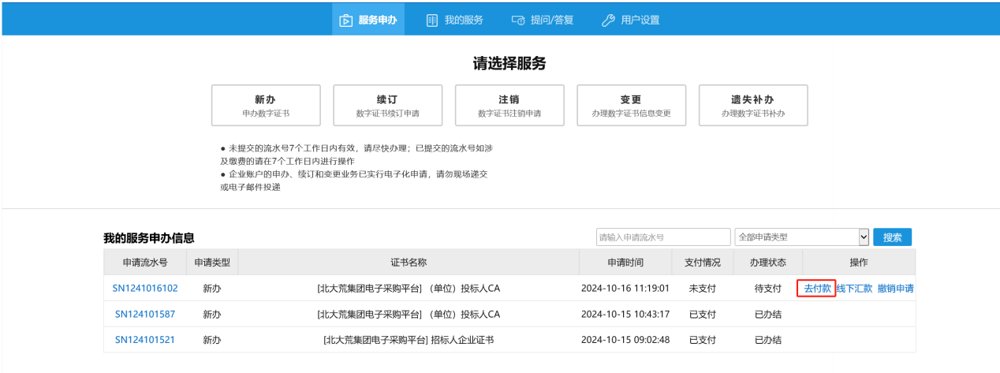 服务申办 我的服务 提问/答复 用户设置
请选择服务
新办 续订 注销 变更 遗失补办
申办数字证书 数字证书续订申请 数字证书注销申请 办理数字证书信息变更 办理数字证书补办
● 未提交的流水号7个工作日内有效，请尽快办理；已提交的流水号如涉
及缴费的请在7个工作日内进行操作
● 企业账户的申办、续订和变更业务已实行电子化申请，请勿现场递交
或电子邮件投递
我的服务申办信息 请输入申请流水号 全部申请类型 搜索
申请流水号 申请类型 证书名称 申请时间 支付情况 办理状态 操作
SN1241016102 新办 [北大荒集团电子采购平台] （单位）投标人CA 2024-10-16 11:19:01 未支付 待支付 去付款 线下汇款 撤销申请
SN124101587 新办 [北大荒集团电子采购平台] （单位）投标人CA 2024-10-15 10:43:17 已支付 已办结
SN124101521 新办 [北大荒集团电子采购平台] 招标人企业证书 2024-10-15 09:02:48 已支付 已办结